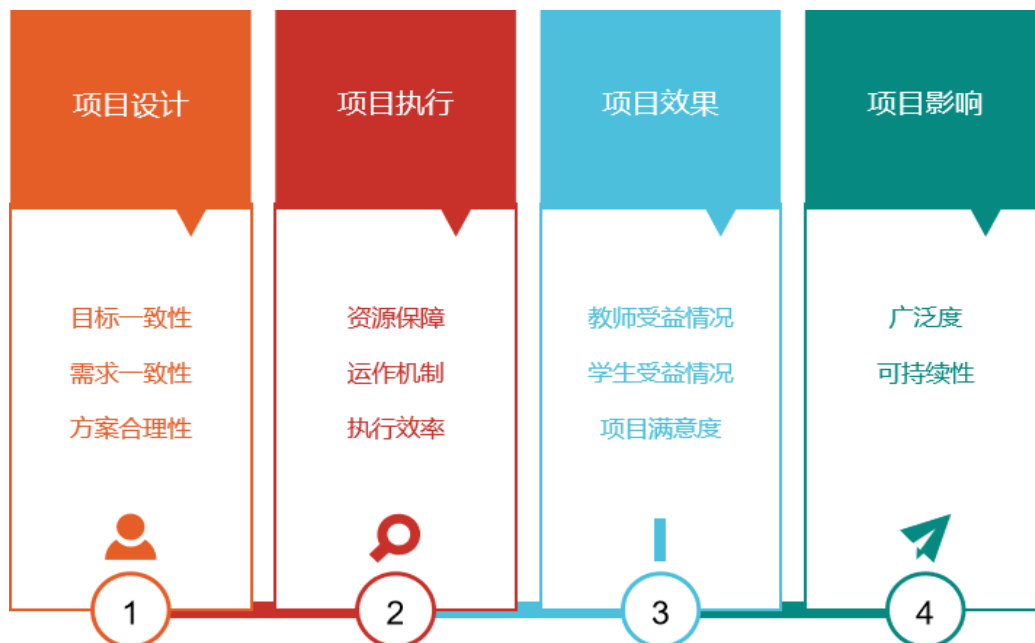 项目设计
目标一致性
需求一致性
方案合理性
1
项目执行
资源保障
运作机制
执行效率
2
项目效果
教师受益情况
学生受益情况
项目满意度
3
项目影响
广泛度
可持续性
4